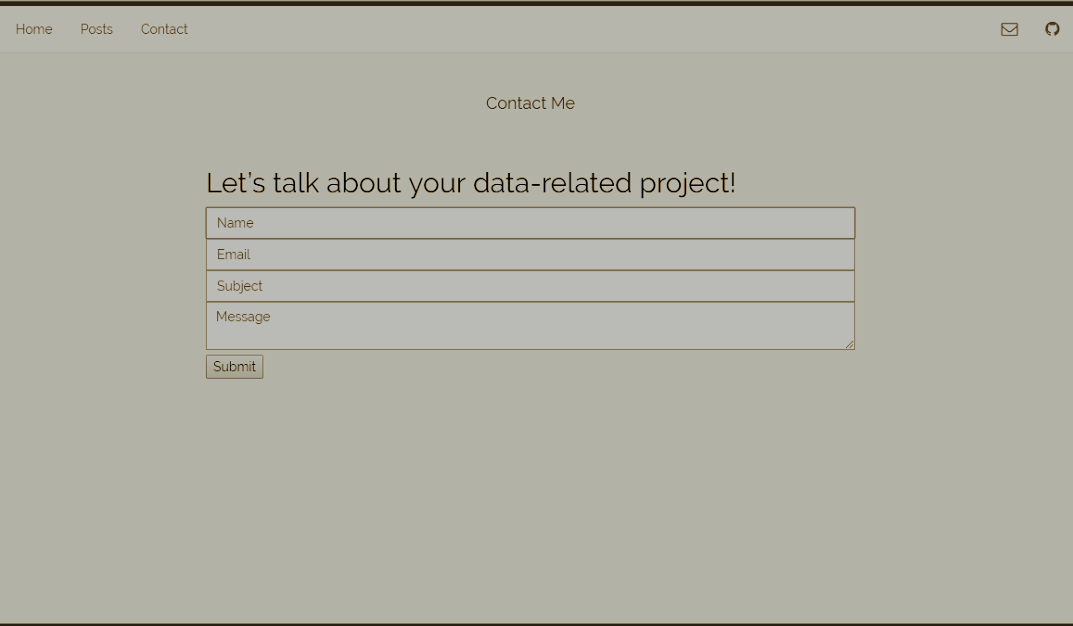 Home Posts Contact
Contact Me
Let’s talk about your data-related project!
Name
Email
Subject
Message
Submit